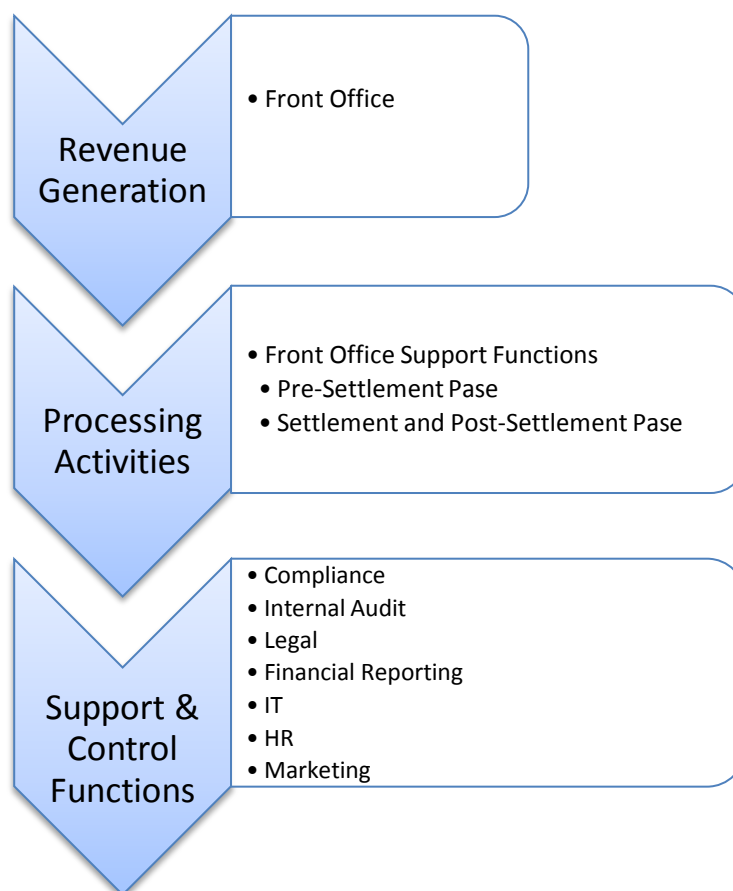 Revenue
Generation
• Front Office
Processing
Activities
• Front Office Support Functions
• Pre-Settlement Pase
• Settlement and Post-Settlement Pase
Support &
Control
Functions
• Compliance
• Internal Audit
• Legal
• Financial Reporting
• IT
• HR
• Marketing